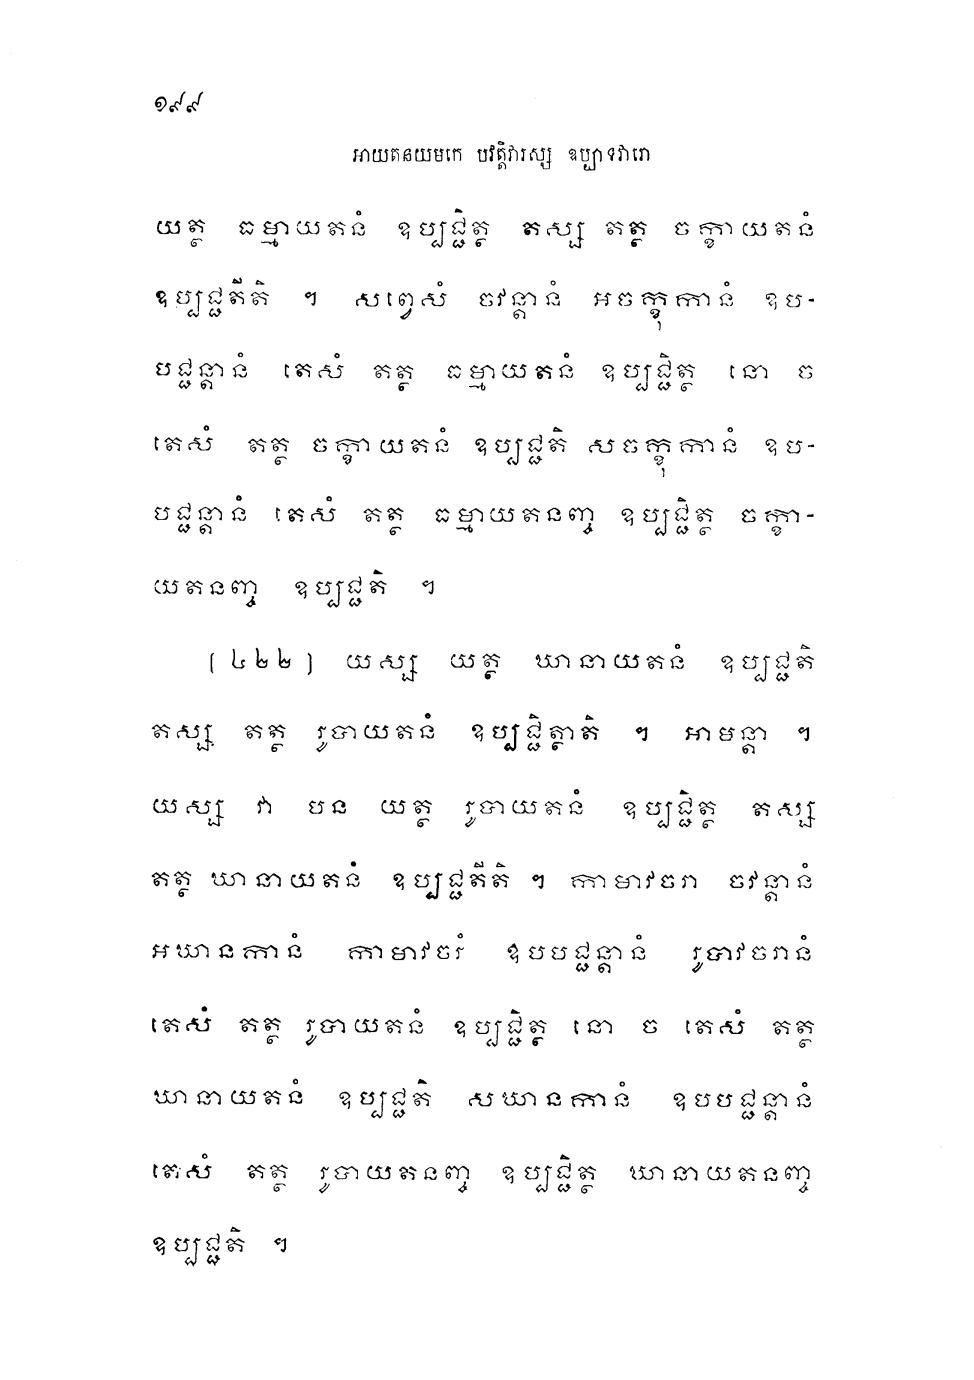 ១៩៩
អាយតនយមកេ បវត្តិវារស្ស ឧប្បាទវារោ
យត្ថ ធម្មាយតនំ ឧប្បជ្ជិត្ថ តស្ស តត្ថ ចក្ខាយតនំ
ឧប្បជ្ជតីតិ ។ សព្វេសំ ចវន្តានំ អចក្ខុកានំ ឧប-
បជ្ជន្តានំ តេសំ តត្ថ ធម្មាយតនំ ឧប្បជ្ជិត្ថ នោ ច
តេសំ តត្ថ ចក្ខាយតនំ ឧប្បជ្ជតិ សចក្ខុកានំ ឧប-
បជ្ជន្តានំ តេសំ តត្ថ ធម្មាយតនញ្ច ឧប្បជ្ជិត្ថ ចក្ខា-
យតនញ្ច ឧប្បជ្ជតិ ។
(៤២២) យស្ស យត្ថ ឃានាយតនំ ឧប្បជ្ជតិ
តស្ស តត្ថ រូបាយតនំ ឧប្បជ្ជិត្ថាតិ ។ អាមន្តា ។
យស្ស វា បន យត្ថ រូបាយតនំ ឧប្បជ្ជិត្ថ តស្ស
តត្ថ ឃានាយតនំ ឧប្បជ្ជតីតិ ។ កាមាវចរា ចវន្តានំ
អឃានកានំ កាមាវចរំ ឧបបជ្ជន្តានំ រូបាវចរានំ
តេសំ តត្ថ រូបាយតនំ ឧប្បជ្ជិត្ថ នោ ច តេសំ តត្ថ
ឃានាយតនំ ឧប្បជ្ជតិ សឃានកានំ ឧបបជ្ជន្តានំ
តេសំ តត្ថ រូបាយតនញ្ច ឧប្បជ្ជិត្ថ ឃានាយតនញ្ច
ឧប្បជ្ជតិ ។